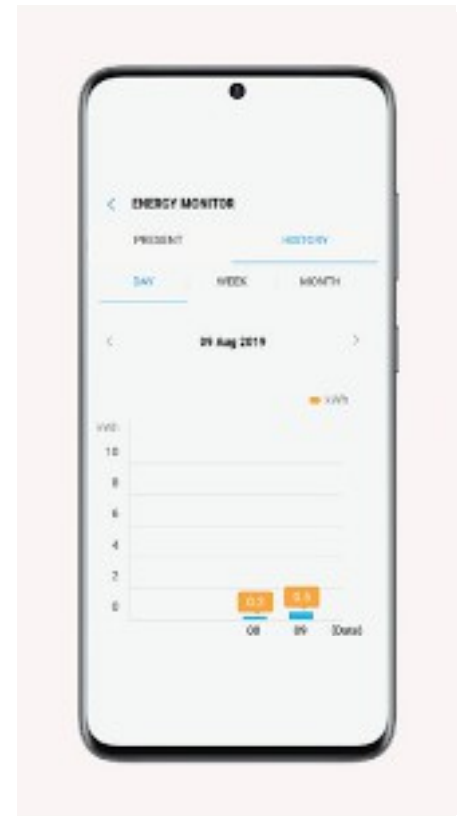 ENERGY MONITOR
PRESENT HISTORY
DAY WEEK MONTH
09 Aug 2019
kWh
kWh
10
8
6
4
2
0
08 09 (Date)